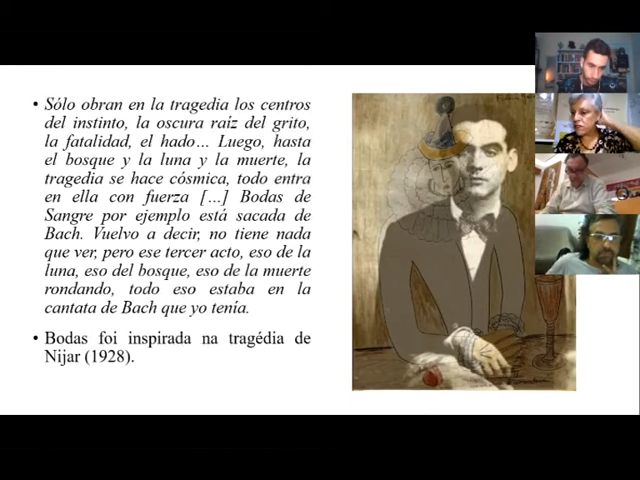 • Sólo obran en la tragedia los centros
del instinto, la oscura raíz del grito,
la fatalidad, el hado… Luego, hasta
el bosque y la luna y la muerte, la
tragedia se hace cósmica, todo entra
en ella con fuerza […] Bodas de
Sangre por ejemplo está sacada de
Bach. Vuelvo a decir, no tiene nada
que ver, pero ese tercer acto, eso de la
luna, eso del bosque, eso de la muerte
rondando, todo eso estaba en la
cantata de Bach que yo tenía.
• Bodas foi inspirada na tragédia de
Nijar (1928).